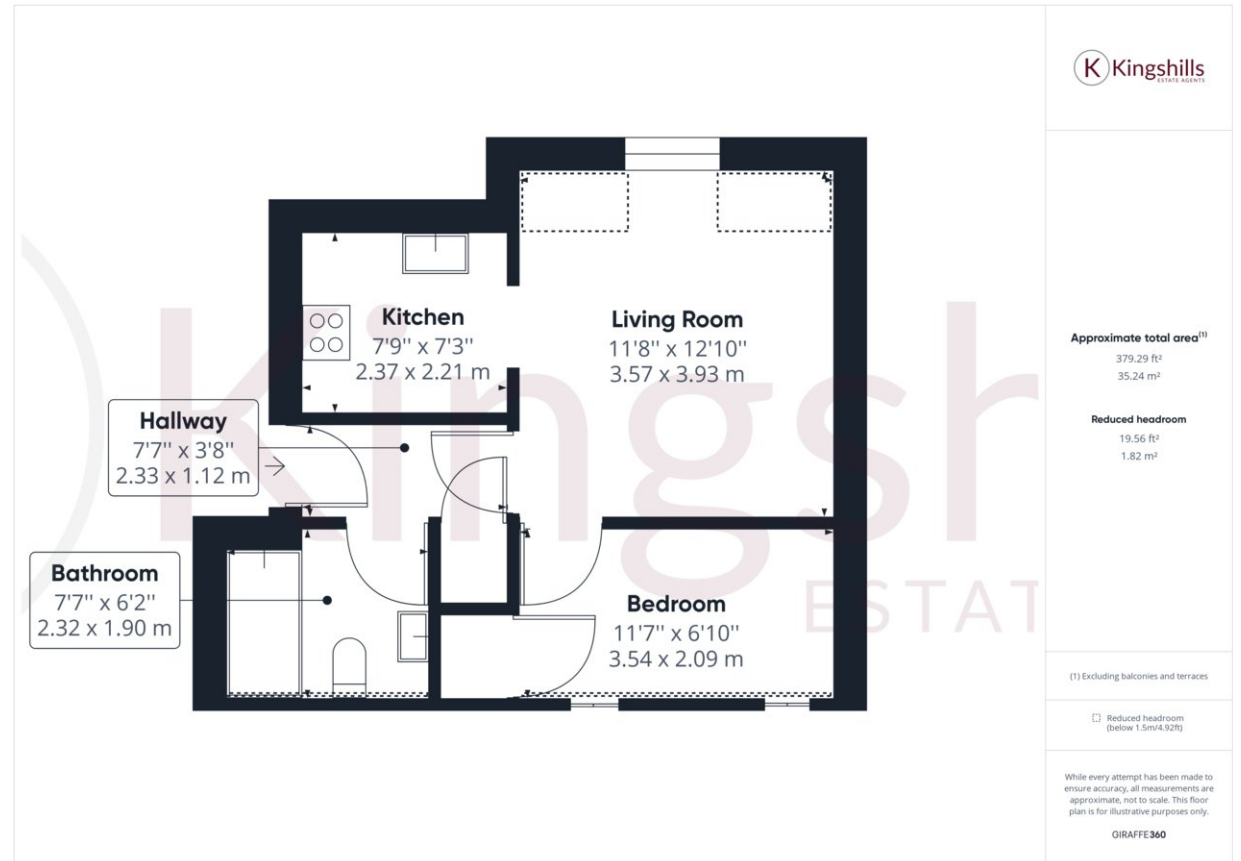 K Kingshills
ESTATE AGENTS
Kitchen
7'9" x 7'3"
2.37 x 2.21 m
Living Room
11'8" x 12'10"
3.57 x 3.93 m
Hallway
7'7" x 3'8"
2.33 x 1.12 m
Bathroom
7'7" x 6'2"
2.32 x 1.90 m
Bedroom
11'7" x 6'10"
3.54 x 2.09 m
Kingsh
ESTAT
Approximate total area(1)
379.29 ft²
35.24 m²
Reduced headroom
19.56 ft²
1.82 m²
(1) Excluding balconies and terraces
Reduced headroom
(below 1.5m/4.92ft)
While every attempt has been made to
ensure accuracy, all measurements are
approximate, not to scale. This floor
plan is for illustrative purposes only.
GIRAFFE360